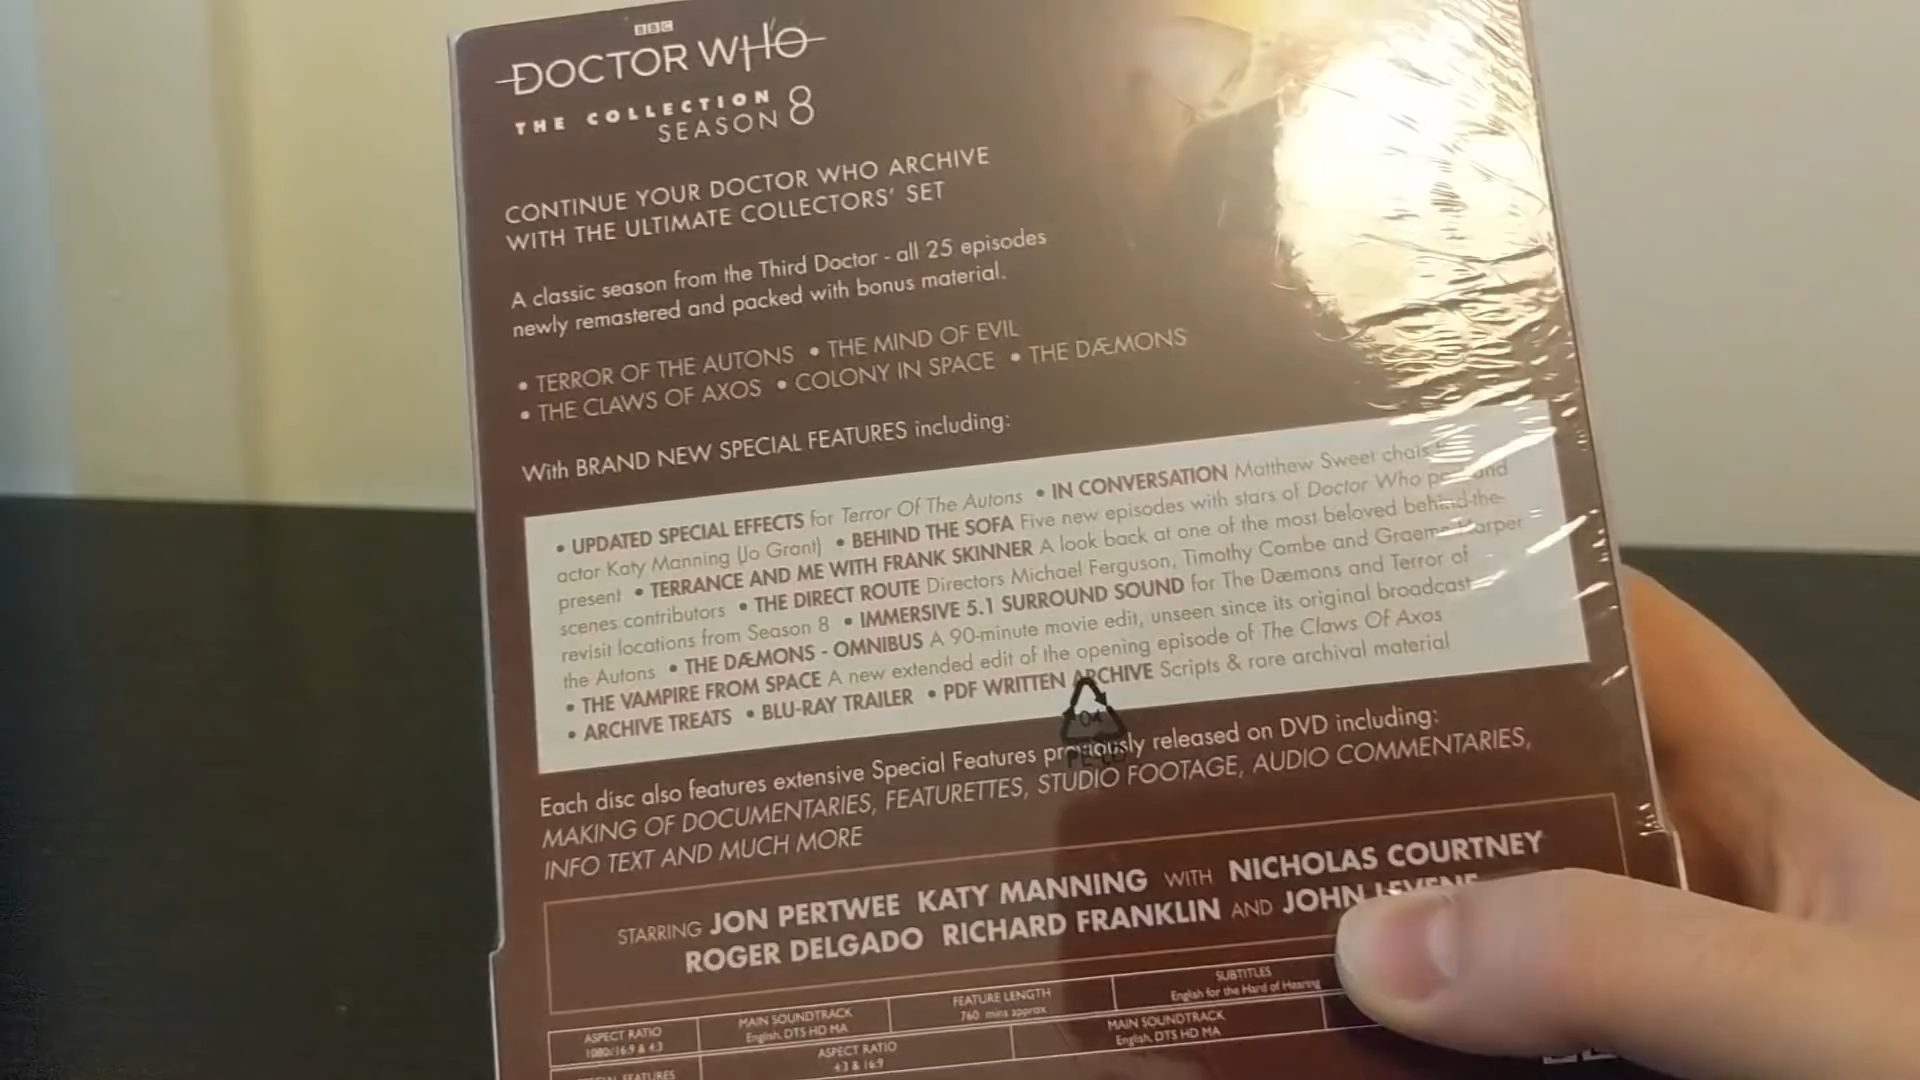 BBC
DOCTOR WHO
THE COLLECTION
SEASON 8
CONTINUE YOUR DOCTOR WHO ARCHIVE
WITH THE ULTIMATE COLLECTORS' SET
A classic season from the Third Doctor - all 25 episodes
newly remastered and packed with bonus material.
• TERROR OF THE AUTONS • THE MIND OF EVIL
• THE CLAWS OF AXOS • COLONY IN SPACE • THE DÆMONS
With BRAND NEW SPECIAL FEATURES including:
• UPDATED SPECIAL EFFECTS for Terror Of The Autons • IN CONVERSATION Matthew Sweet chats
actor Katy Manning (Jo Grant) • BEHIND THE SOFA Five new episodes with stars of Doctor Who and
present • TERRANCE AND ME WITH FRANK SKINNER A look back at one of the most beloved behind-the-
scenes contributors • THE DIRECT ROUTE Directors Michael Ferguson, Timothy Combe and Graeme Harper
revisit locations from Season 8 • IMMERSIVE 5.1 SURROUND SOUND for The Dæmons and Terror of
the Autons • THE DÆMONS - OMNIBUS A 90-minute movie edit, unseen since its original broadcast
• THE VAMPIRE FROM SPACE A new extended edit of the opening episode of The Claws Of Axos
• ARCHIVE TREATS • BLU-RAY TRAILER • PDF WRITTEN ARCHIVE Scripts & rare archival material
04
Each disc also features extensive Special Features previously released on DVD including:
MAKING OF DOCUMENTARIES, FEATURETTES, STUDIO FOOTAGE, AUDIO COMMENTARIES,
INFO TEXT AND MUCH MORE
STARRING JON PERTWEE KATY MANNING WITH NICHOLAS COURTNEY
ROGER DELGADO RICHARD FRANKLIN AND JOHN LEVENE
ASPECT RATIO
1080i/16:9 & 4:3
MAIN SOUNDTRACK
English, DTS HD MA
FEATURE LENGTH
760 mins approx
SUBTITLES
English for the Hard of Hearing
FEATURES
ASPECT RATIO
4:3 & 16:9
MAIN SOUNDTRACK
English, DTS HD MA